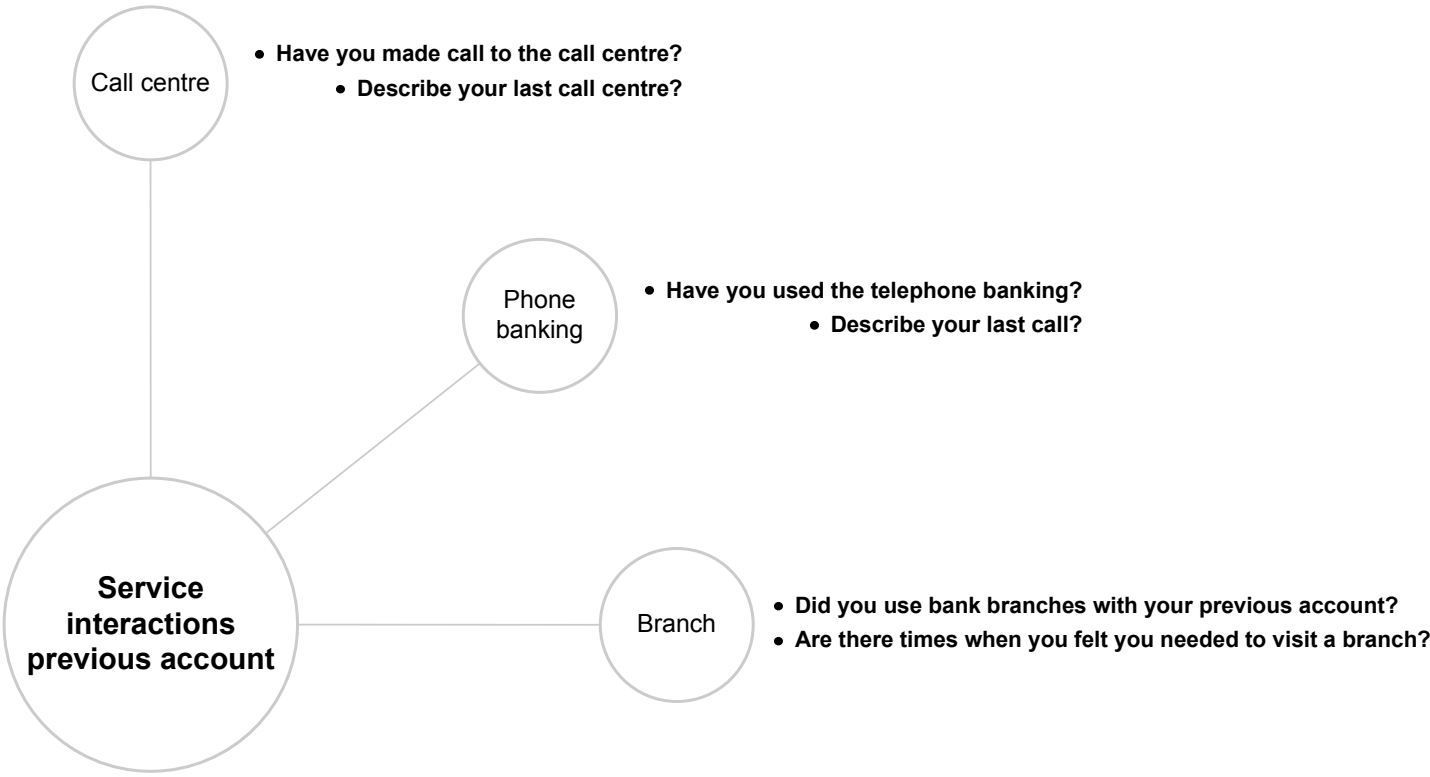 Call centre
• Have you made call to the call centre?
• Describe your last call centre?
Phone
banking
• Have you used the telephone banking?
• Describe your last call?
Service
interactions
previous account
Branch
• Did you use bank branches with your previous account?
• Are there times when you felt you needed to visit a branch?